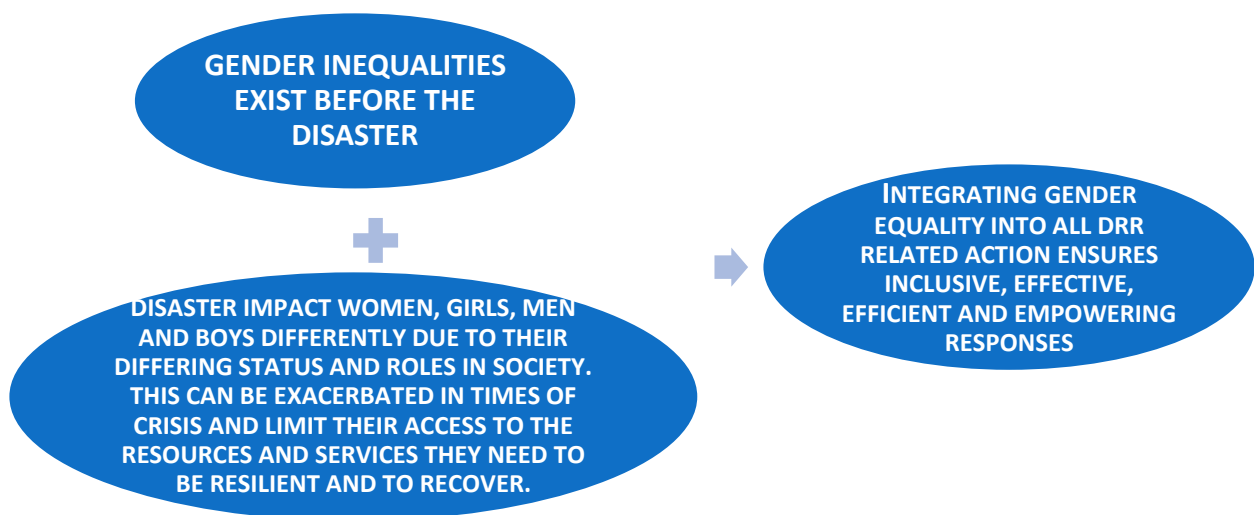 GENDER INEQUALITIES
EXIST BEFORE THE
DISASTER
DISASTER IMPACT WOMEN, GIRLS, MEN
AND BOYS DIFFERENTLY DUE TO THEIR
DIFFERING STATUS AND ROLES IN SOCIETY.
THIS CAN BE EXACERBATED IN TIMES OF
CRISIS AND LIMIT THEIR ACCESS TO THE
RESOURCES AND SERVICES THEY NEED TO
BE RESILIENT AND TO RECOVER.
INTEGRATING GENDER
EQUALITY INTO ALL DRR
RELATED ACTION ENSURES
INCLUSIVE, EFFECTIVE,
EFFICIENT AND EMPOWERING
RESPONSES